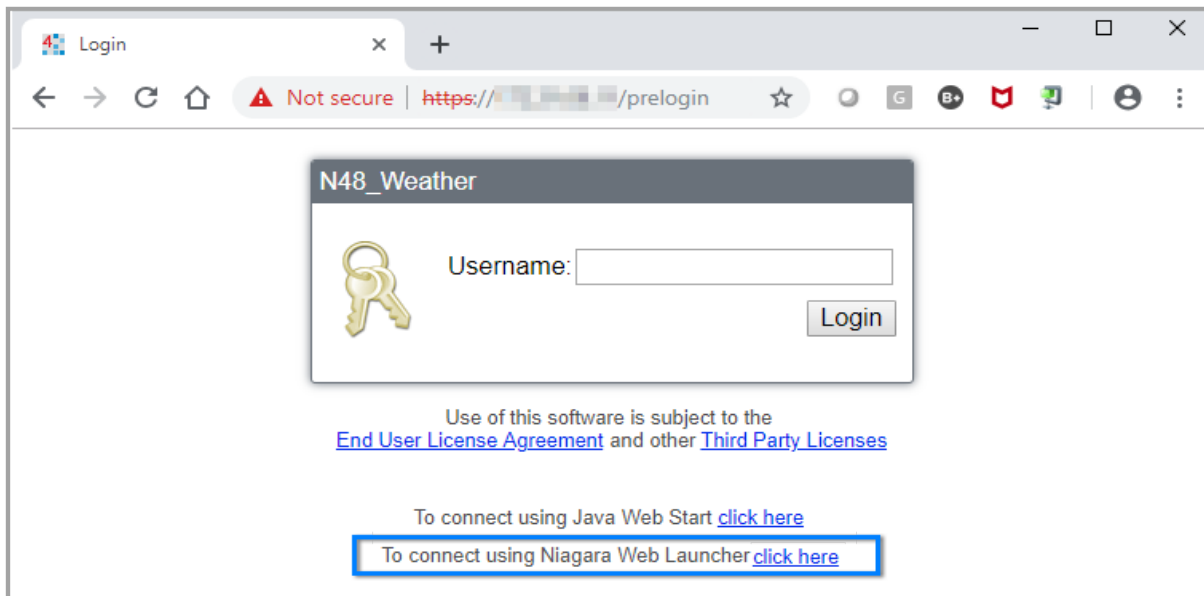 Login
Not secure | https:// /prelogin
G
B+
N48_Weather
Username:
Login
Use of this software is subject to the
End User License Agreement and other Third Party Licenses
To connect using Java Web Start click here
To connect using Niagara Web Launcher click here